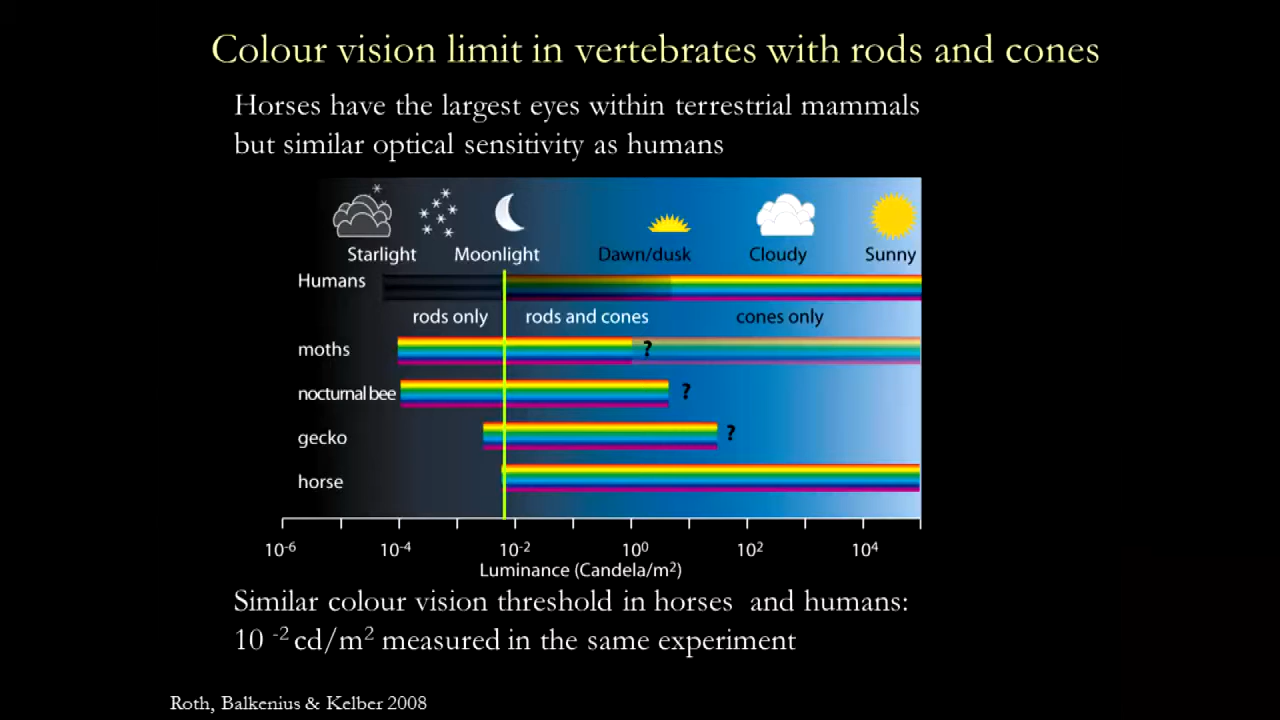 Colour vision limit in vertebrates with rods and cones
Horses have the largest eyes within terrestrial mammals
but similar optical sensitivity as humans
Starlight Moonlight Dawn/dusk Cloudy Sunny
Humans
rods only rods and cones cones only
moths ?
nocturnal bee ?
gecko ?
horse
10⁻⁶ 10⁻⁴ 10⁻² 10⁰ 10² 10⁴
Luminance (Candela/m²)
Similar colour vision threshold in horses and humans:
10 ⁻² cd/m² measured in the same experiment
Roth, Balkenius & Kelber 2008